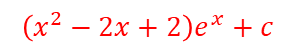 (x² − 2x + 2)eˣ + c